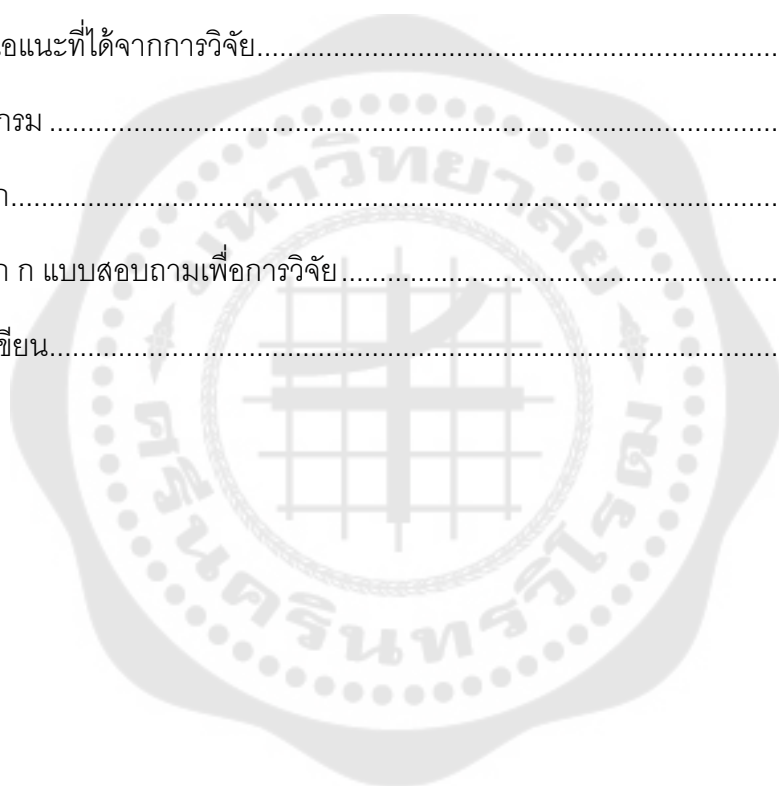 อแนะที่ได้จากการวิจัย........................................................................
กรม ........................................................................
ก........................................................................
ก ก แบบสอบถามเพื่อการวิจัย........................................................................
ขียน........................................................................
มหาวิทยาลัย
ศรีนครินทรวิโรฒ